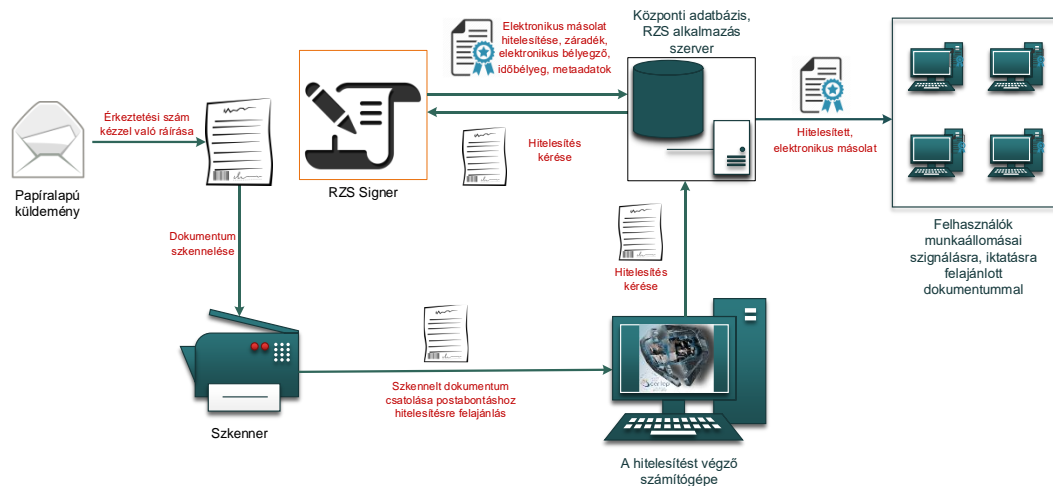 Elektronikus másolat
hitelesítése, záradék,
elektronikus bélyegző,
időbélyeg, metaadatok
Központi adatbázis,
RZS alkalmazás
szerver
Érkeztetési szám
kézzel való ráírása
Papíralapú
küldemény
RZS Signer
Hitelesítés
kérése
Hitelesített,
elektronikus másolat
Felhasználók
munkaállomásai
szignálásra, iktatásra
felajánlott
dokumentummal
Dokumentum
szkennelése
Hitelesítés
kérése
Szkennelt dokumentum
csatolása postabontáshoz
hitelesítésre felajánlás
Szkenner
A hitelesítést végző
számítógépe